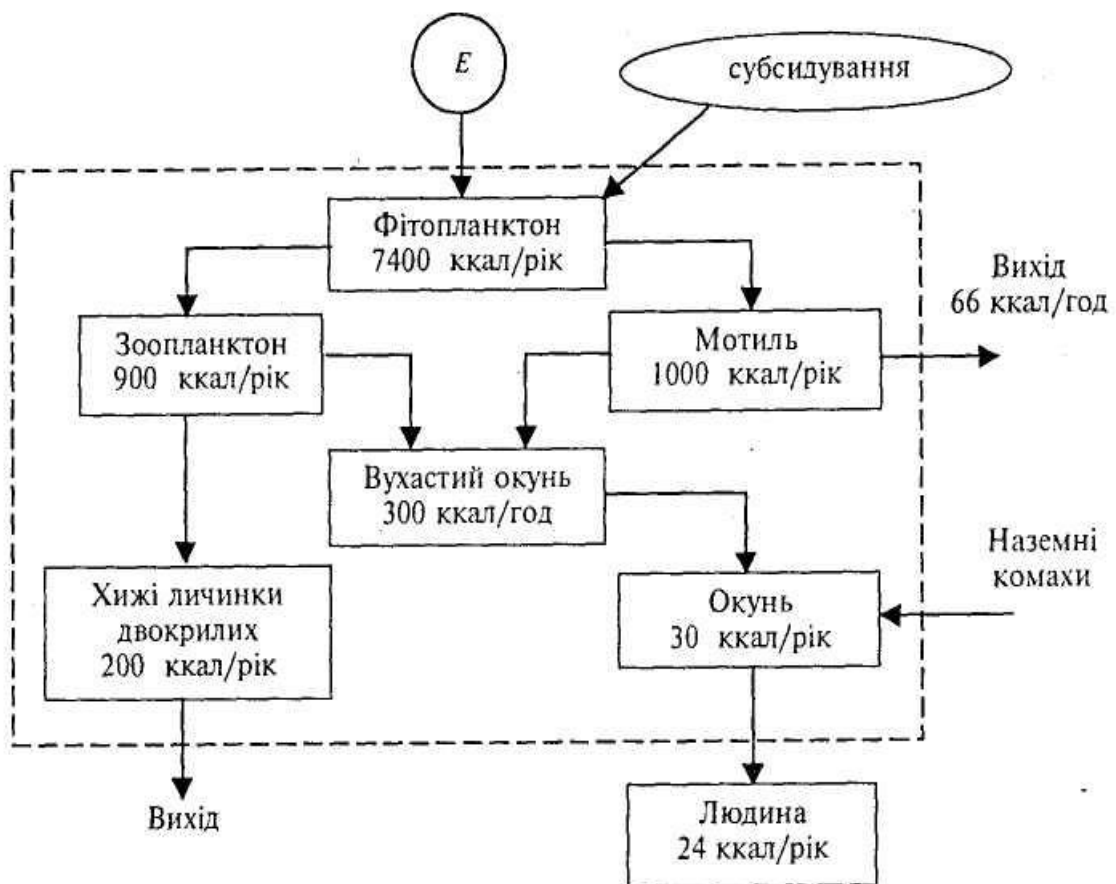 E
субсидування
Фітопланктон
7400 ккал/рік
Вихід
66 ккал/год
Зоопланктон
900 ккал/рік
Мотиль
1000 ккал/рік
Вухастий окунь
300 ккал/год
Наземні
комахи
Хижі личинки
двокрилих
200 ккал/рік
Окунь
30 ккал/рік
Вихід
Людина
24 ккал/рік